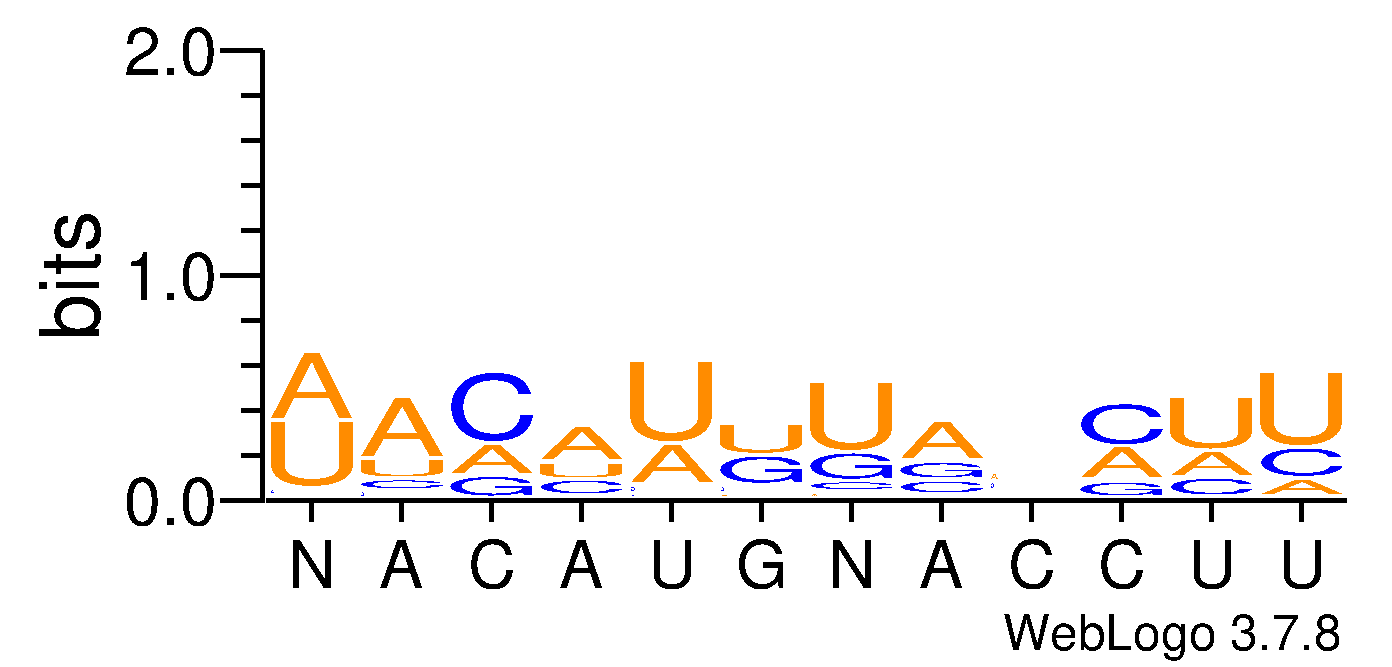 2.0
bits
1.0
0.0
A A C A U U U A C U U
U U A U A G G G A A C
C G C C C G C A
N A C A U G N A C C U U
WebLogo 3.7.8